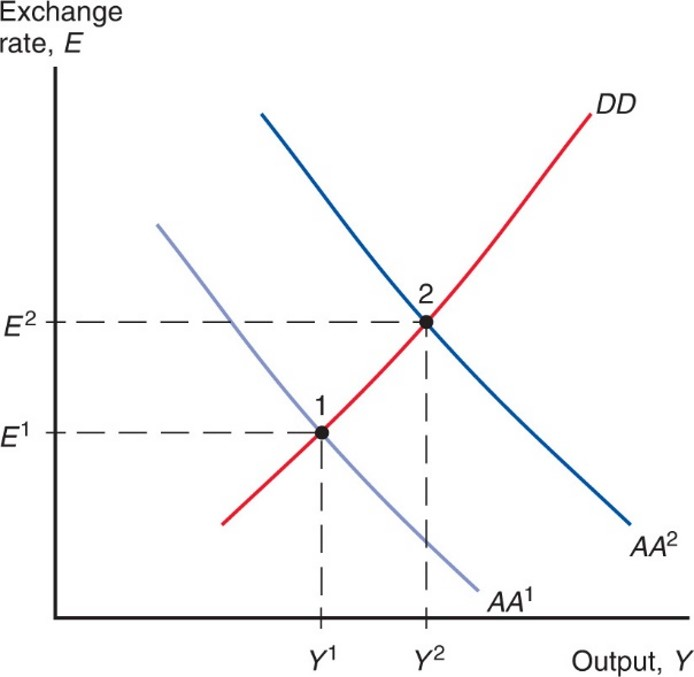 Exchange
rate, E
DD
2
E²
1
E¹
AA²
AA¹
Y¹
Y²
Output, Y